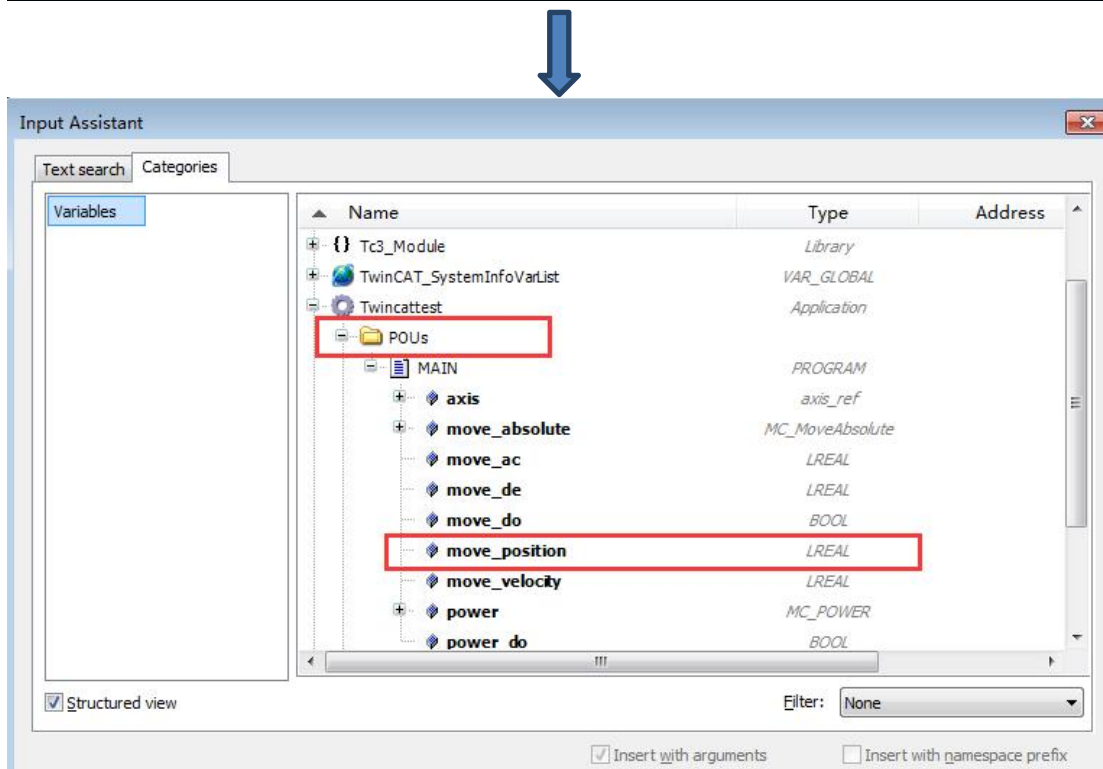 Input Assistant
Text search Categories
Variables
Name Type Address
{} Tc3_Module Library
TwinCAT_SystemInfoVarList VAR_GLOBAL
Twincattest Application
POUs
MAIN PROGRAM
axis axis_ref
move_absolute MC_MoveAbsolute
move_ac LREAL
move_de LREAL
move_do BOOL
move_position LREAL
move_velocity LREAL
power MC_POWER
power_do BOOL
Structured view Filter: None
Insert with arguments Insert with namespace prefix